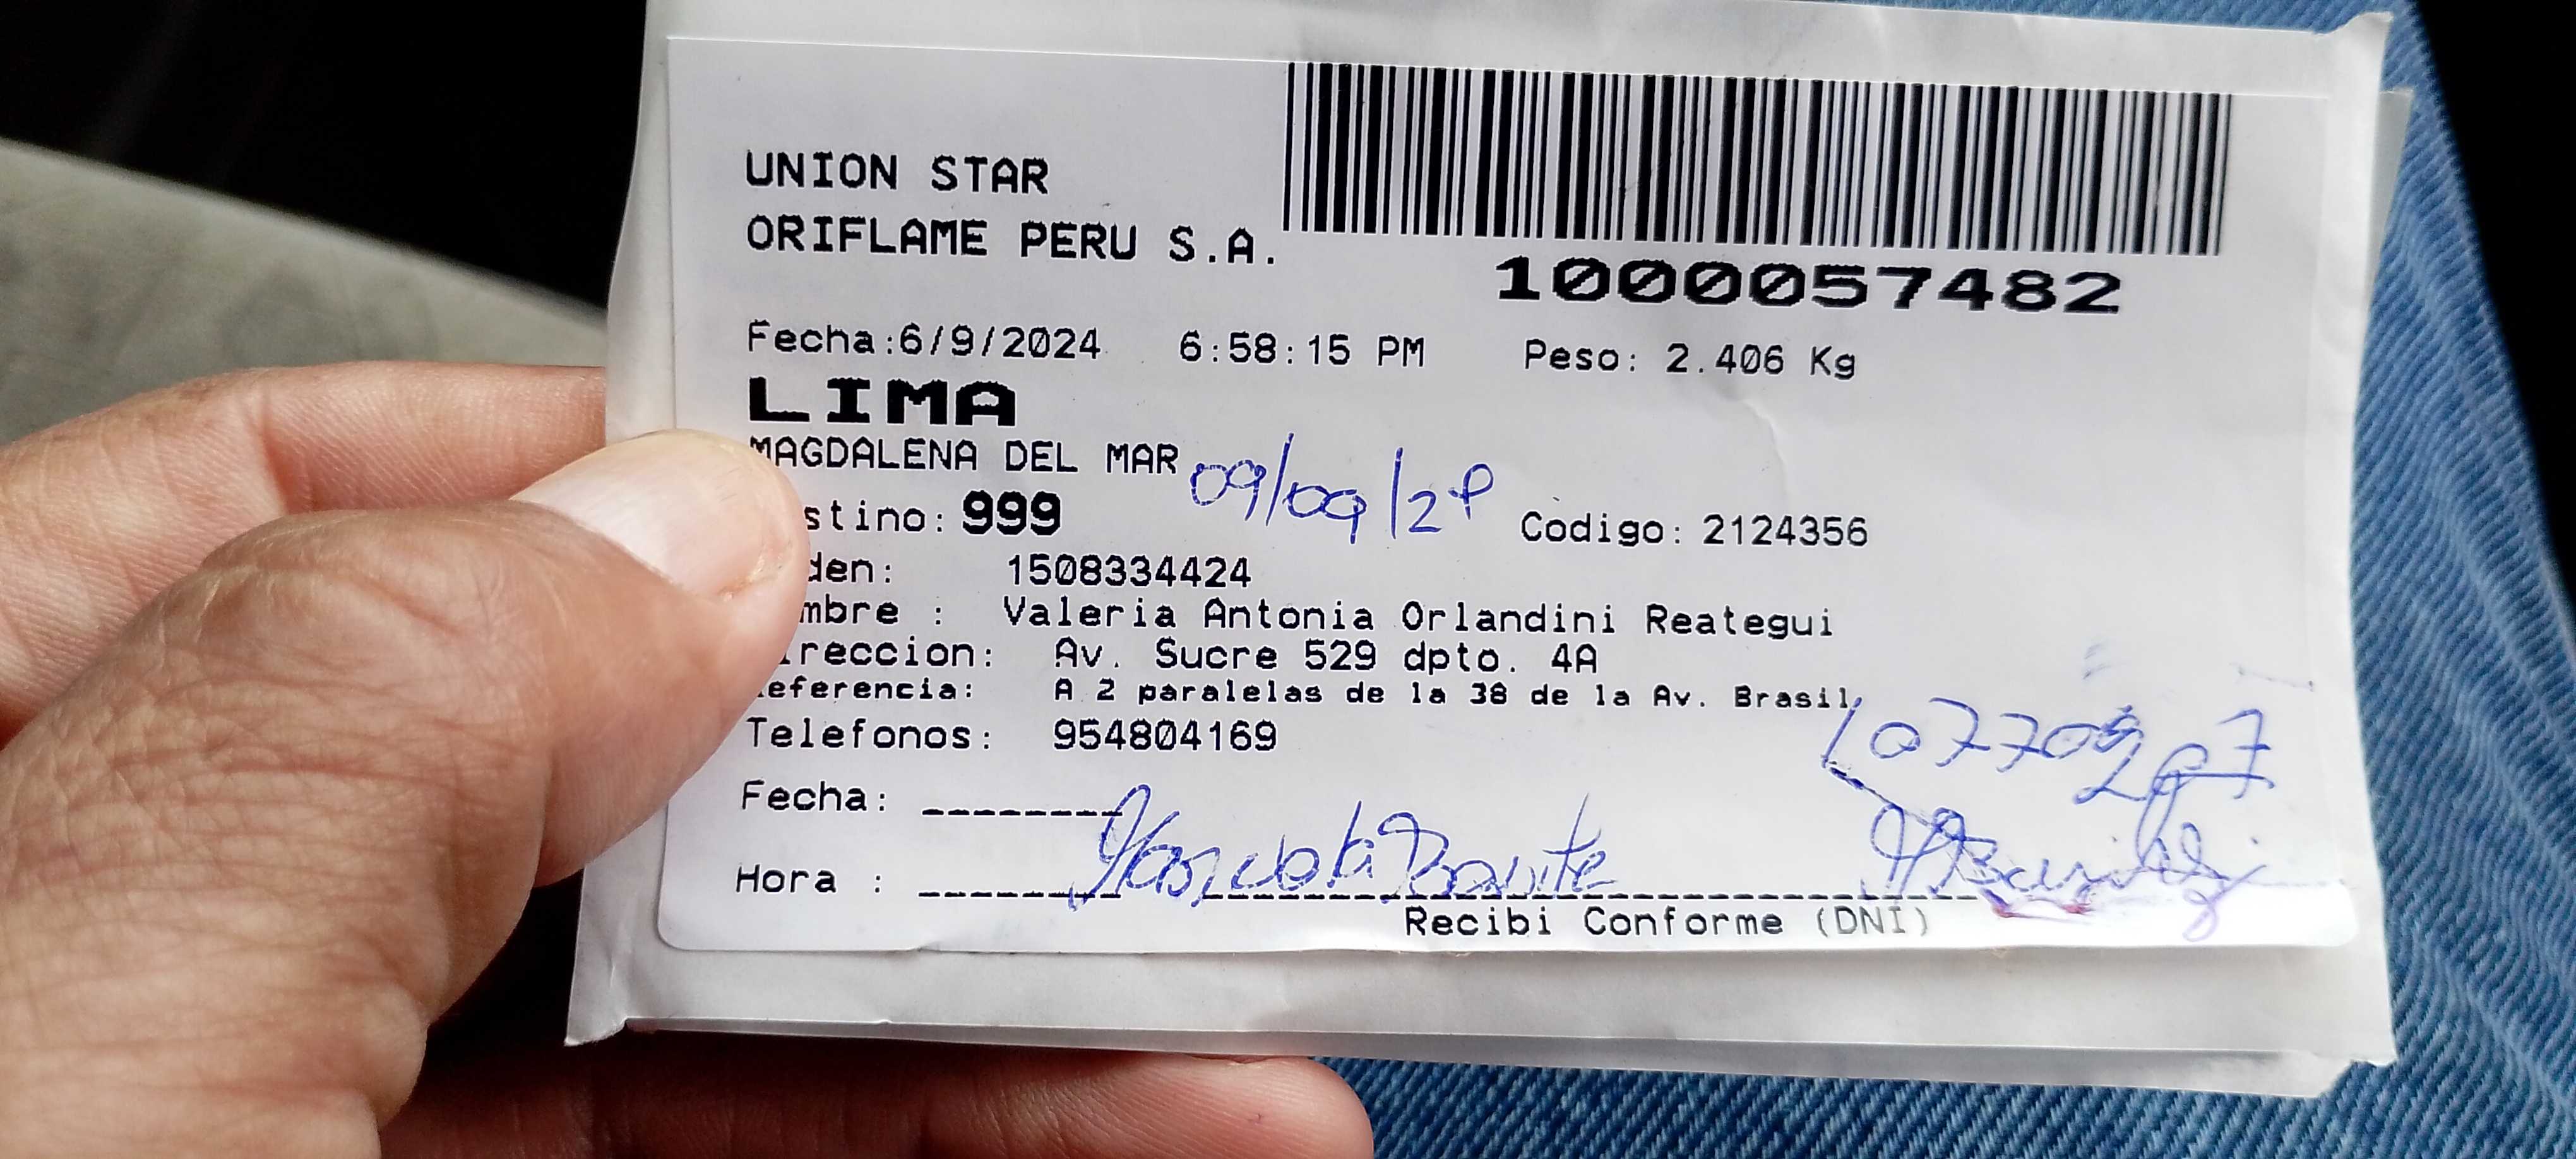 UNION STAR
ORIFLAME PERU S.A.
1000057482
Fecha:6/9/2024 6:58:15 PM Peso: 2.406 Kg
LIMA
MAGDALENA DEL MAR 09/09/24
stino: 999 Codigo: 2124356
den: 1508334424
mbre : Valeria Antonia Orlandini Reategui
ireccion: Av. Sucre 529 dpto. 4A
eferencia: A 2 paralelas de la 38 de la Av. Brasil
Telefonos: 954804169
Fecha:
Hora :
Recibi Conforme (DNI)